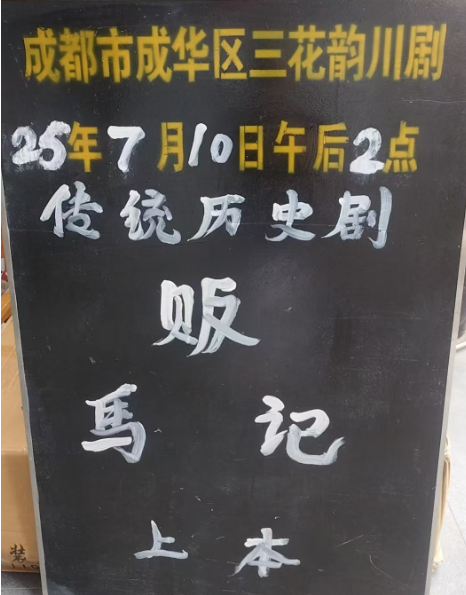 成都市成华区三花韵川剧
25年7月10日午后2点
传统历史剧
贩
马记
上本